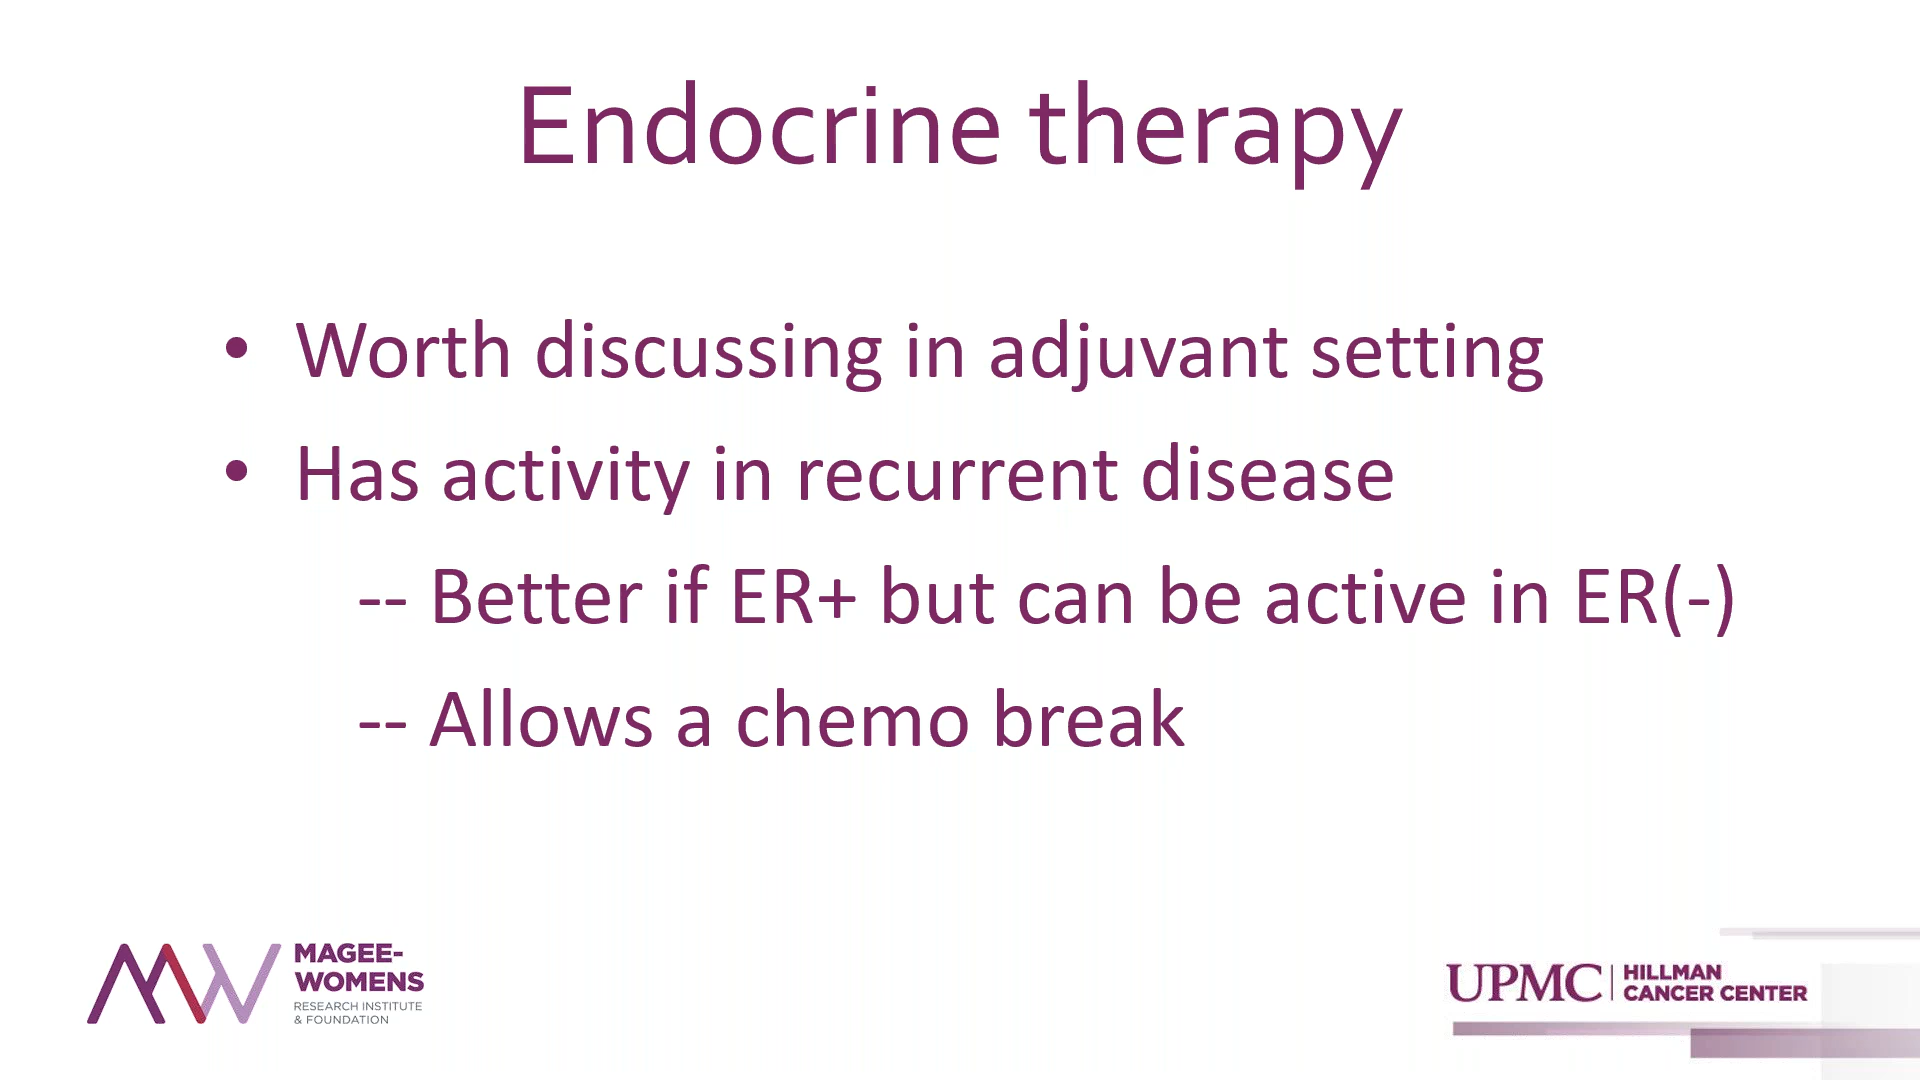 Endocrine therapy
• Worth discussing in adjuvant setting
• Has activity in recurrent disease
-- Better if ER+ but can be active in ER(-)
-- Allows a chemo break
MAGEE-
WOMENS
RESEARCH INSTITUTE
& FOUNDATION
UPMC | HILLMAN
CANCER CENTER